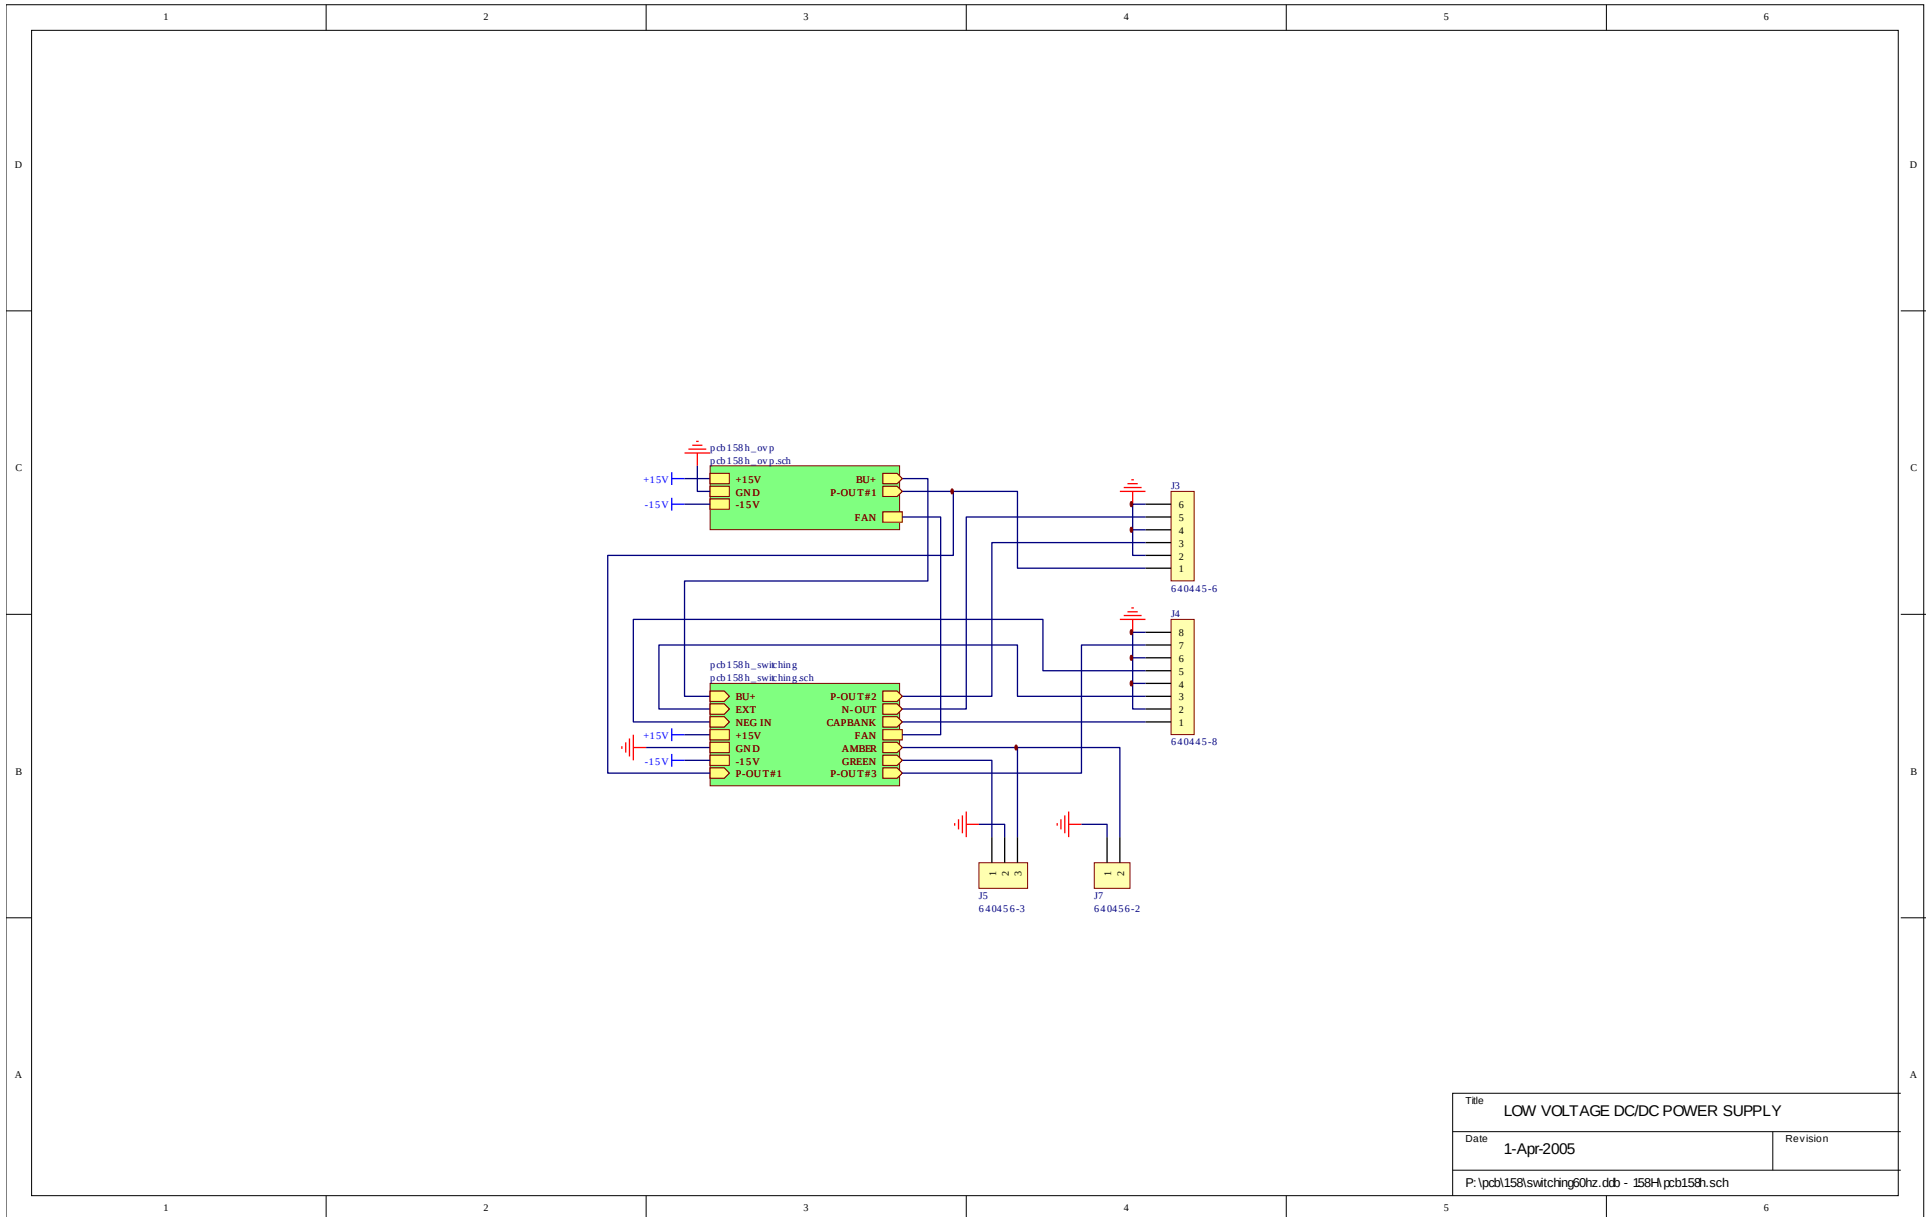 1 2 3 4 5 6
D D
C C
B B
A A
pcb158h_ovp
pcb158h_ovp.sch
+15V +15V BU+
GND P-OUT#1
-15V -15V
FAN
J3
6
5
4
3
2
1
640445-6
J4
8
7
6
5
4
3
2
1
640445-8
pcb158h_switching
pcb158h_switching.sch
BU+ P-OUT#2
EXT N-OUT
NEG IN CAPBANK
+15V +15V FAN
GND AMBER
-15V -15V GREEN
P-OUT#1 P-OUT#3
1 2 3
J5
640456-3
1 2
J7
640456-2
Title
LOW VOLTAGE DC/DC POWER SUPPLY
Date
1-Apr-2005
Revision
P:\pcb\158\switching60hz.ddb - 158H\pcb158h.sch
1 2 3 4 5 6